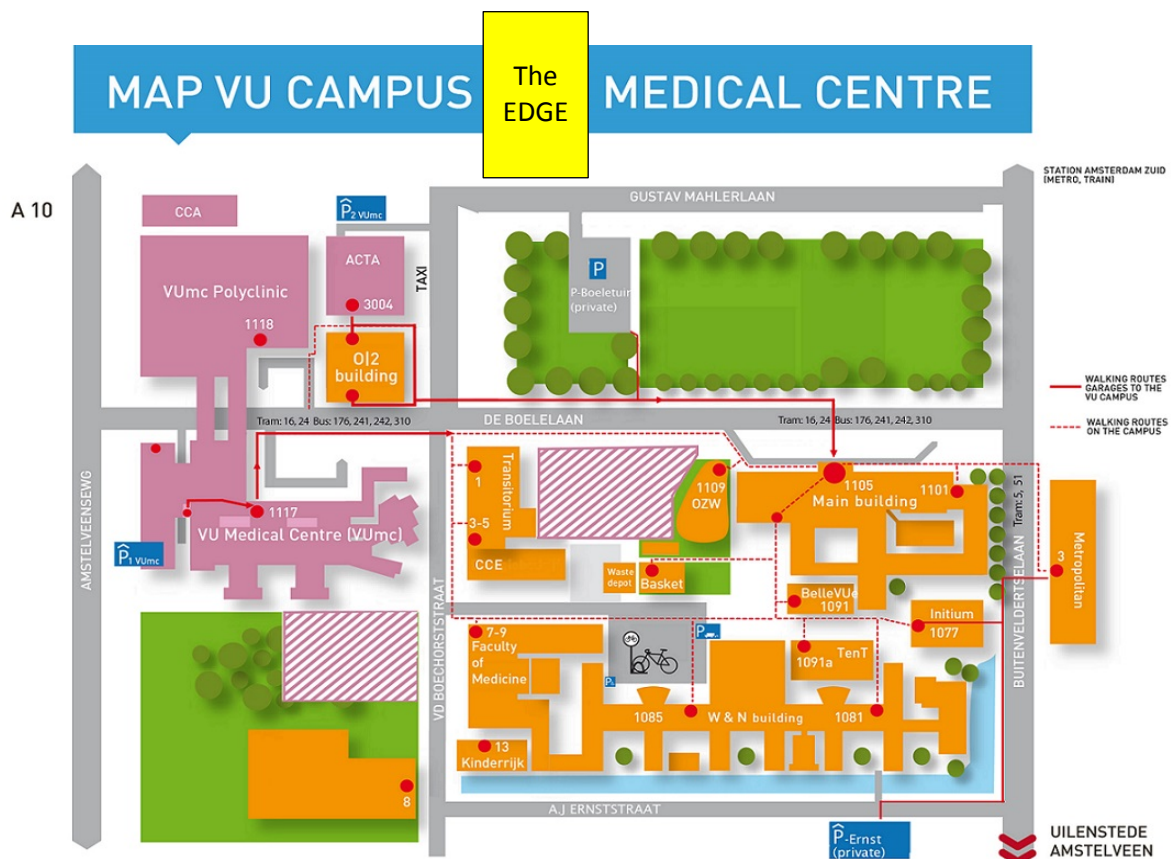 The
EDGE
MAP VU CAMPUS
MEDICAL CENTRE
STATION AMSTERDAM ZUID
(METRO, TRAIN)
A 10
GUSTAV MAHLERLAAN
CCA
P2 VUmc
ACTA
TAXI
VUmc Polyclinic
P
P-Boeletuir
(private)
3004
1118
O|2
building
WALKING ROUTES
GARAGES TO THE
VU CAMPUS
WALKING ROUTES
ON THE CAMPUS
Tram: 16, 24 Bus: 176, 241, 242, 310
DE BOELELAAN
Tram: 16, 24 Bus: 176, 241, 242, 310
AMSTELVEENSEWG
Transitorium
1
3-5
CCE
1109
OZW
1105
Main building
1101
Tram: 5, 51
BUITENVELDERTSELAAN
3
Metropolitan
1117
VU Medical Centre (VUmc)
P1 VUmc
Waste
depot
Basket
BelleVUe
1091
Initium
1077
VD BOECHORSTSTRAAT
7-9
Faculty
of
Medicine
P
P
TenT
1091a
1085
W & N building
1081
13
Kinderrijk
8
A.J ERNSTSTRAAT
P-Ernst
(private)
UILENSTEDE
AMSTELVEEN